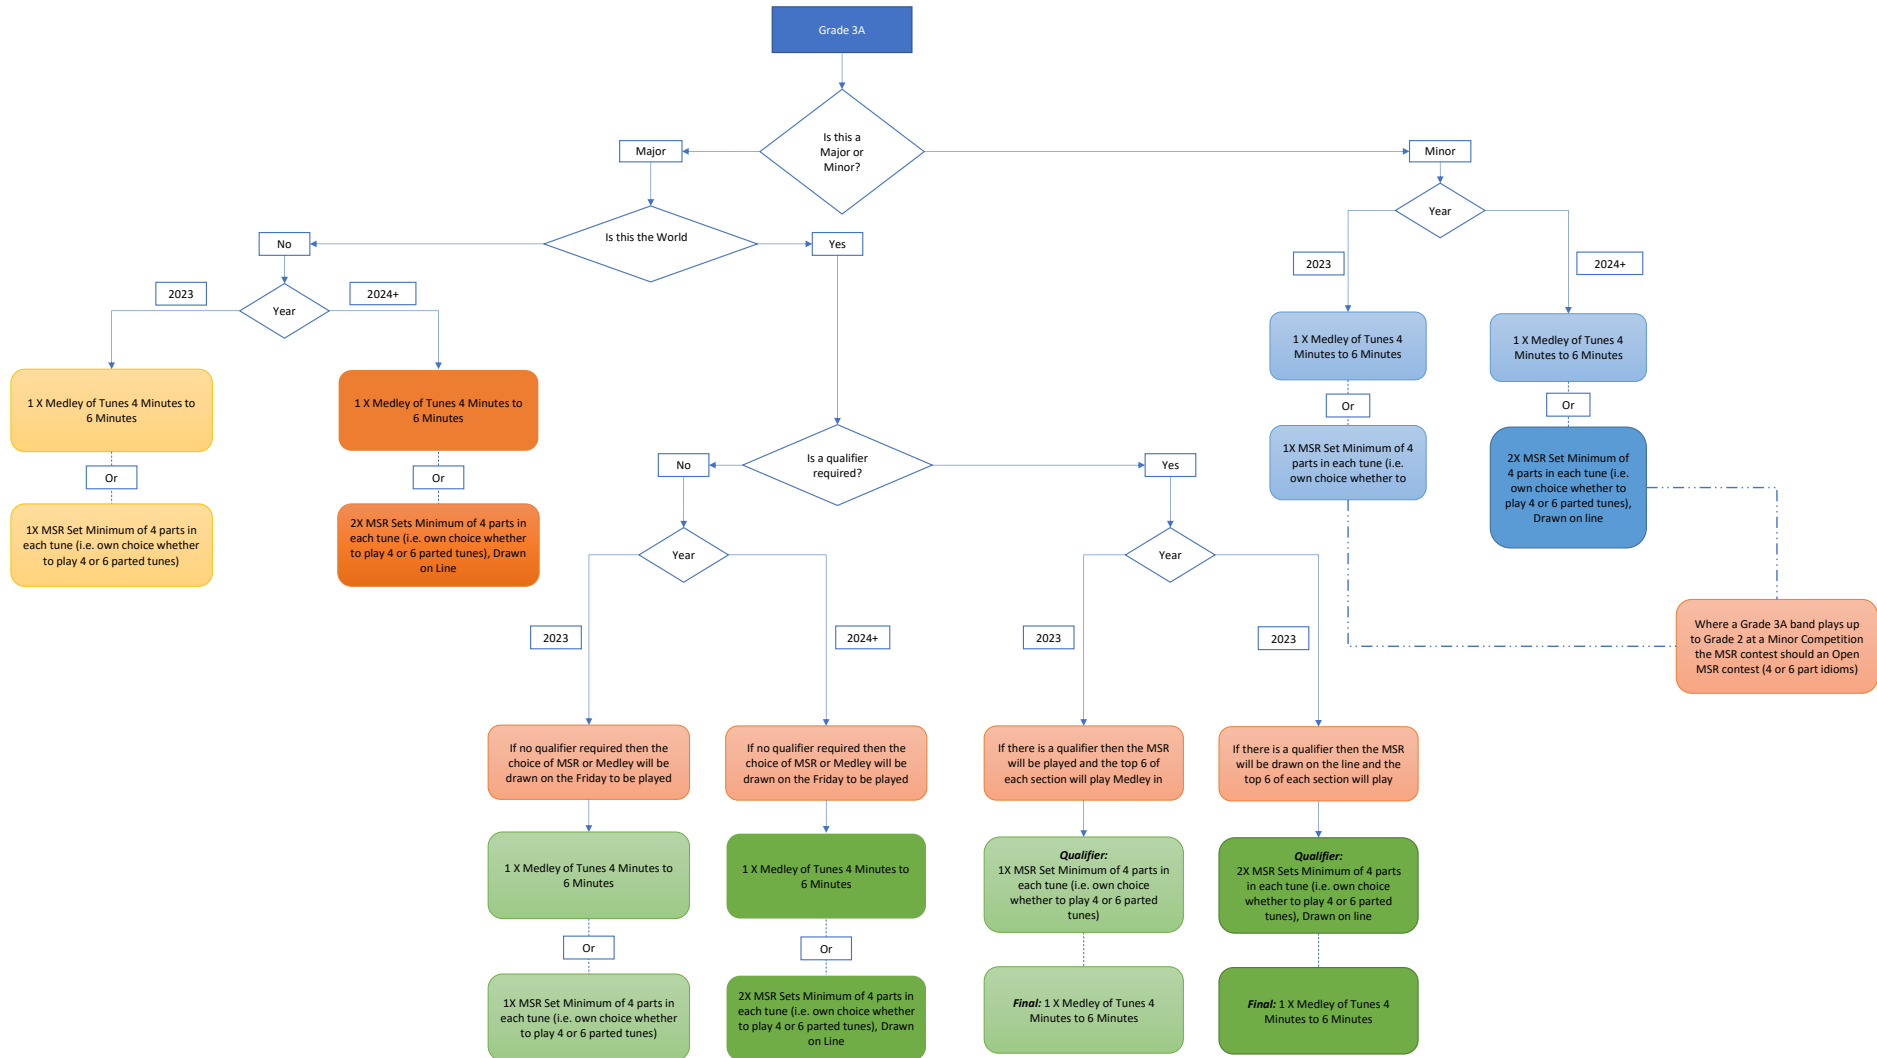 Grade 3A
Is this a
Major or
Minor?
Major
Minor
Is this the World
No
Yes
Year
2023
2024+
Year
2023
2024+
1 X Medley of Tunes 4 Minutes to
6 Minutes
Or
1X MSR Set Minimum of 4 parts in
each tune (i.e. own choice whether
to play 4 or 6 parted tunes)
1 X Medley of Tunes 4 Minutes to
6 Minutes
Or
2X MSR Sets Minimum of 4 parts in
each tune (i.e. own choice whether
to play 4 or 6 parted tunes), Drawn
on Line
1 X Medley of Tunes 4
Minutes to 6 Minutes
Or
1X MSR Set Minimum of 4
parts in each tune (i.e.
own choice whether to
1 X Medley of Tunes 4
Minutes to 6 Minutes
Or
2X MSR Set Minimum of
4 parts in each tune (i.e.
own choice whether to
play 4 or 6 parted tunes),
Drawn on line
Where a Grade 3A band plays up
to Grade 2 at a Minor Competition
the MSR contest should an Open
MSR contest (4 or 6 part idioms)
Is a qualifier
required?
No
Yes
Year
2023
2024+
Year
2023
2023
If no qualifier required then the
choice of MSR or Medley will be
drawn on the Friday to be played
1 X Medley of Tunes 4 Minutes to
6 Minutes
Or
1X MSR Set Minimum of 4 parts in
each tune (i.e. own choice whether
to play 4 or 6 parted tunes)
If no qualifier required then the
choice of MSR or Medley will be
drawn on the Friday to be played
1 X Medley of Tunes 4 Minutes to
6 Minutes
Or
2X MSR Sets Minimum of 4 parts in
each tune (i.e. own choice whether
to play 4 or 6 parted tunes), Drawn
on Line
If there is a qualifier then the MSR
will be played and the top 6 of
each section will play Medley in
Qualifier:
1X MSR Set Minimum of 4 parts in
each tune (i.e. own choice
whether to play 4 or 6 parted
tunes)
Final: 1 X Medley of Tunes 4
Minutes to 6 Minutes
If there is a qualifier then the MSR
will be drawn on the line and the
top 6 of each section will play
Qualifier:
2X MSR Sets Minimum of 4 parts
in each tune (i.e. own choice
whether to play 4 or 6 parted
tunes), Drawn on line
Final: 1 X Medley of Tunes 4
Minutes to 6 Minutes